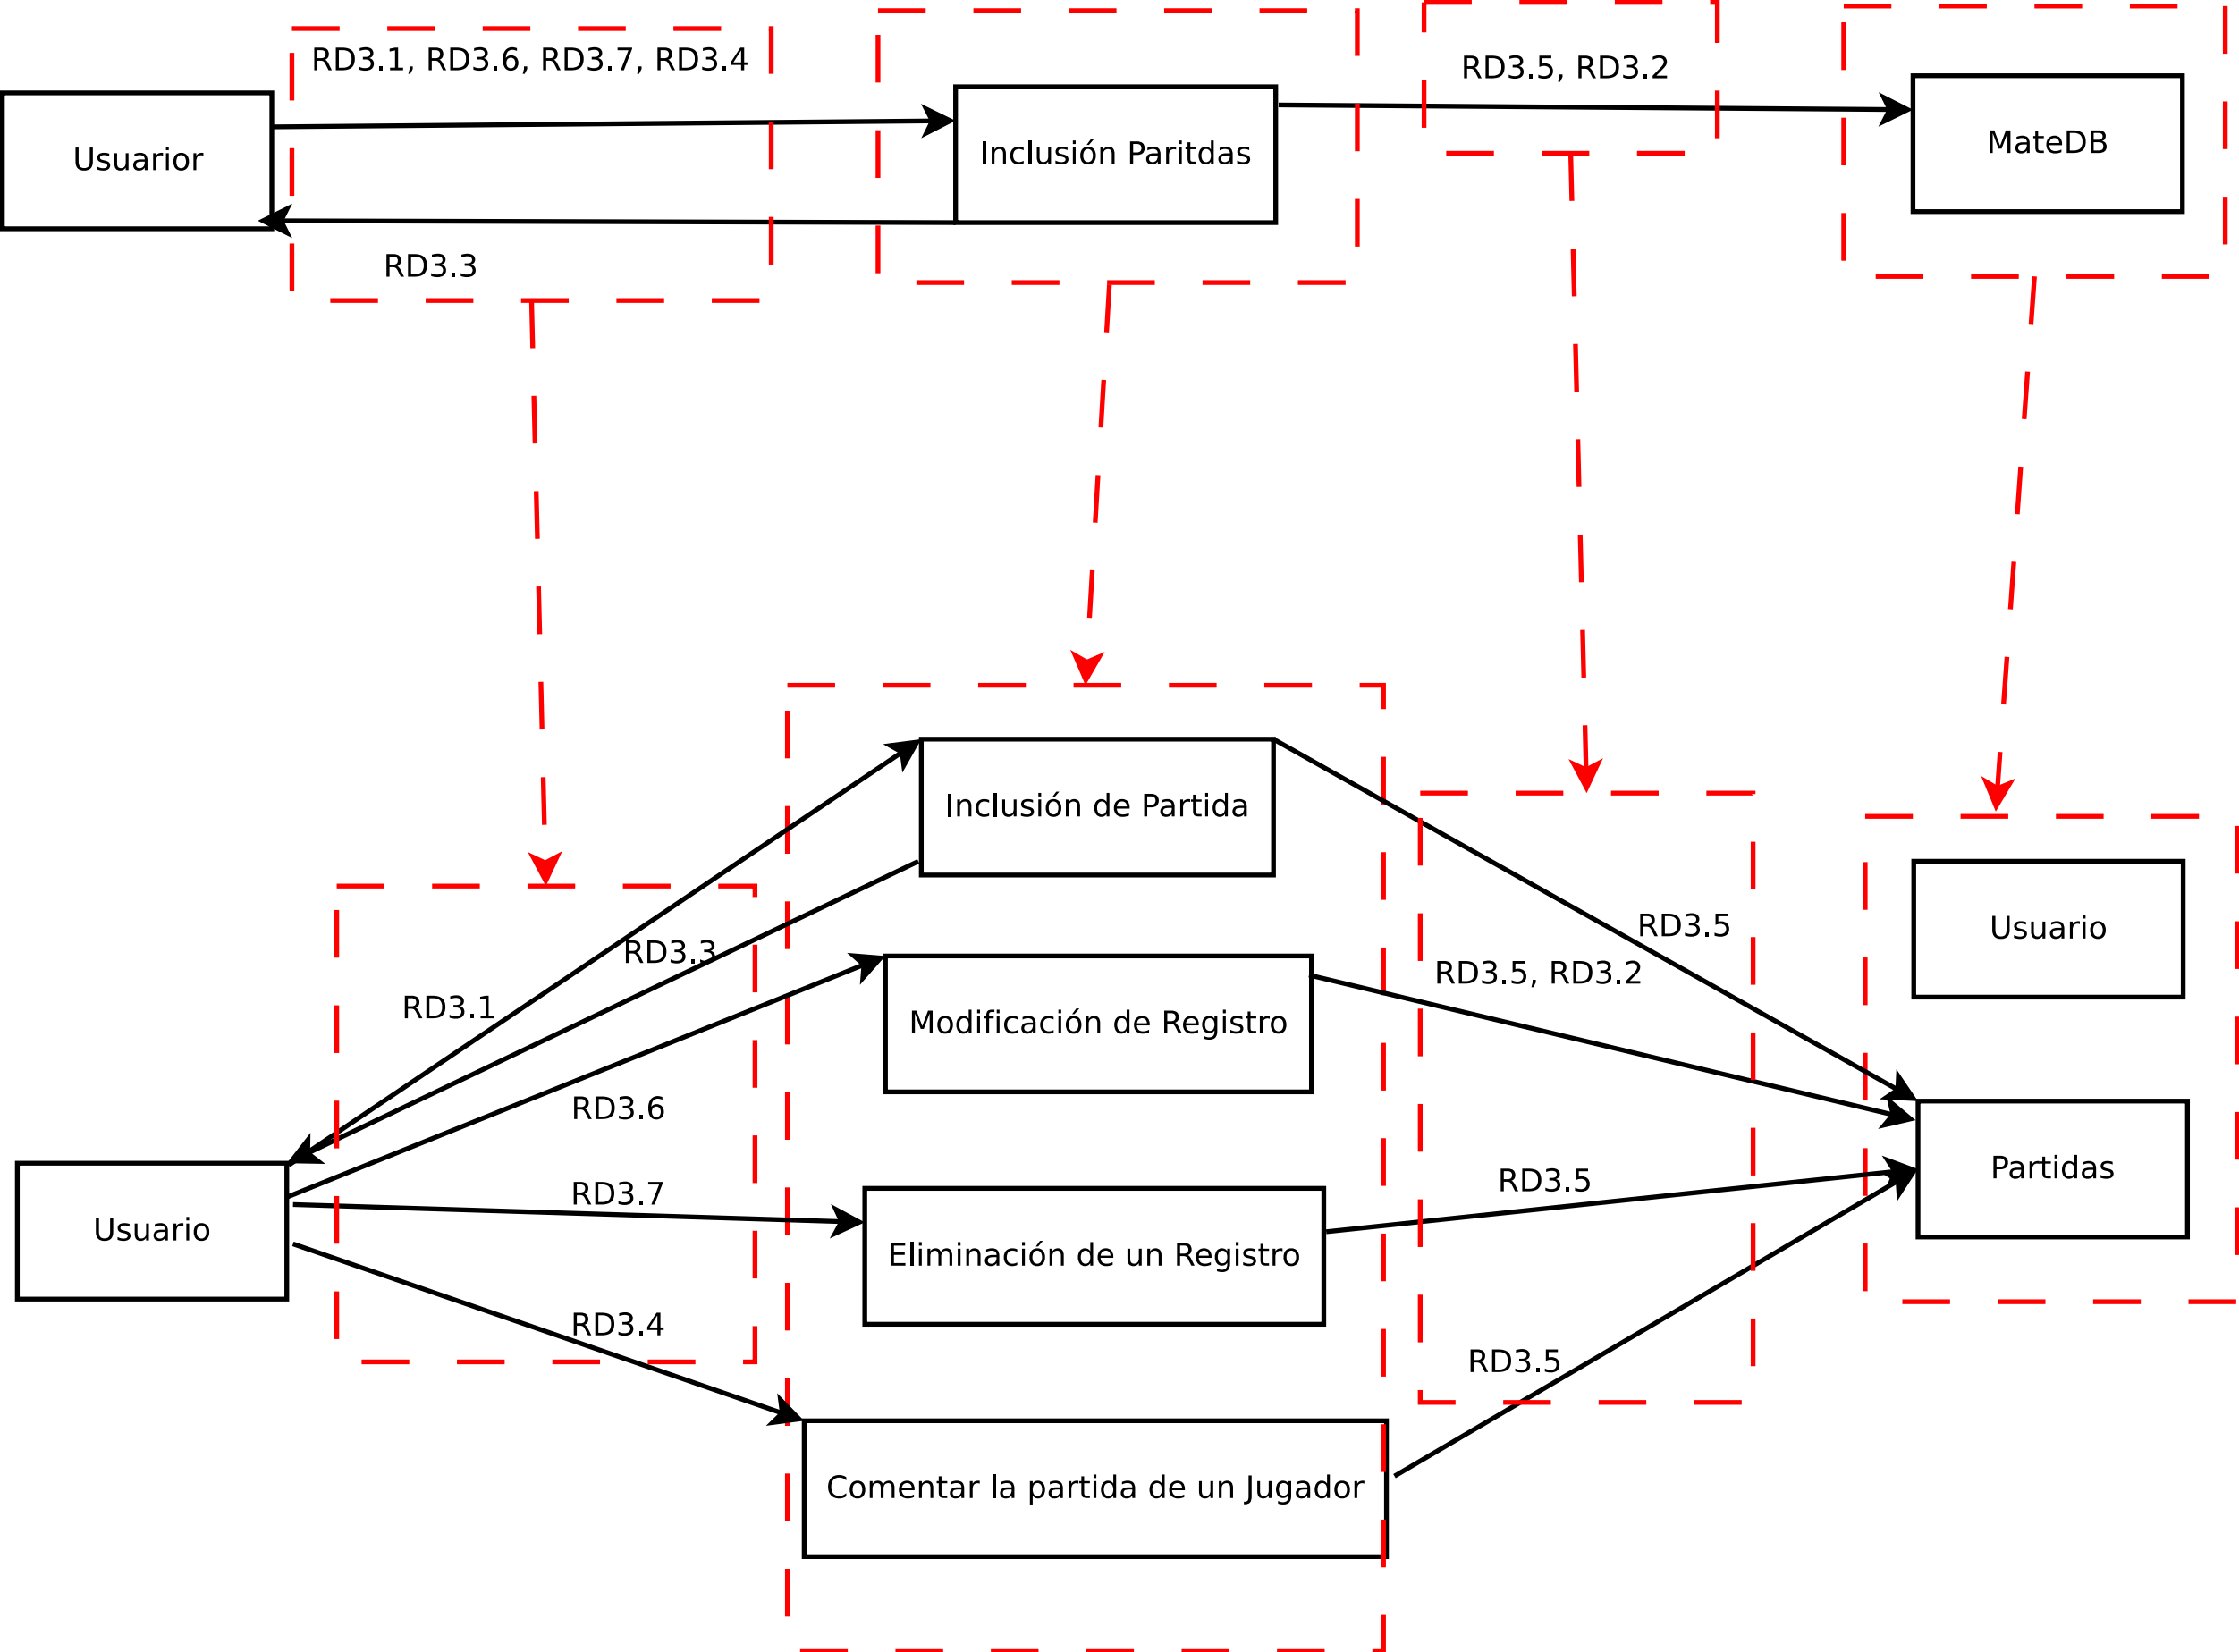 RD3.1, RD3.6, RD3.7, RD3.4
RD3.5, RD3.2
Usuarior
Inclusión Paritdas
MateDB
RD3.3
Inclusión de Partida
RD3.5
Usuario
RD3.3
RD3.5, RD3.2
RD3.1
Modificación de Registro
RD3.6
Partidas
RD3.5
RD3.7
Usuario
Eliminación de un Registro
RD3.4
RD3.5
Comentar la partida de un Jugador